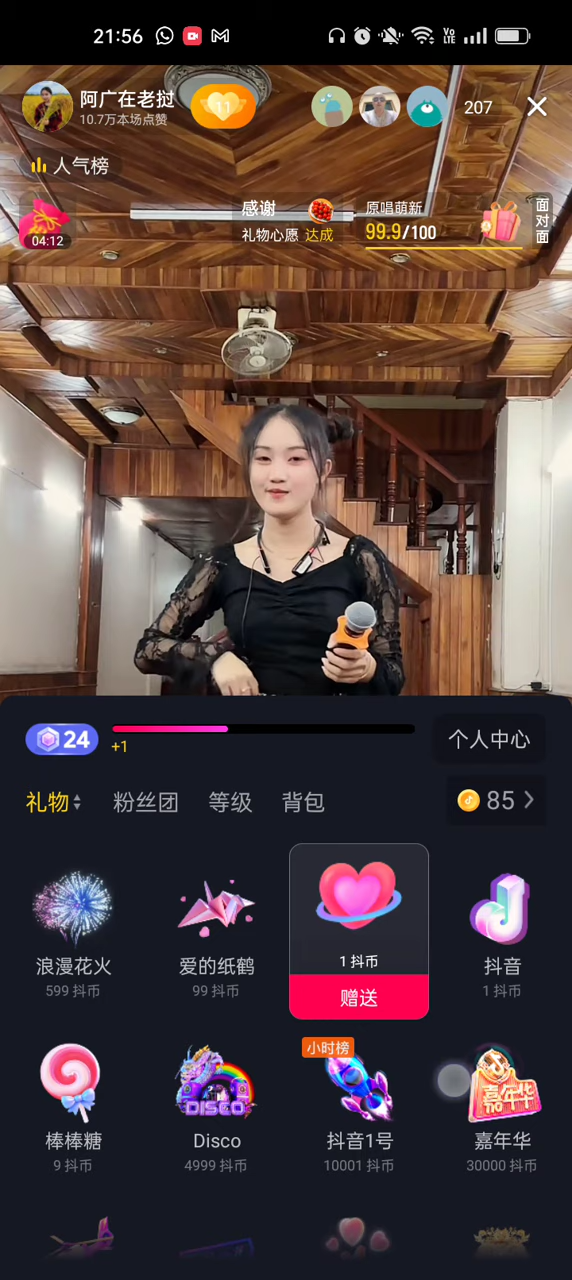 21:56
Vo
LTE
阿广在老挝
10.7万本场点赞
11
207
人气榜
04:12
感谢
礼物心愿 达成
原唱萌新
99.9/100
面对面
24
+1
个人中心
礼物
粉丝团
等级
背包
85
浪漫花火
599 抖币
爱的纸鹤
99 抖币
1 抖币
赠送
抖音
1 抖币
棒棒糖
9 抖币
DISCO
Disco
4999 抖币
小时榜
抖音1号
10001 抖币
嘉年华
嘉年华
30000 抖币